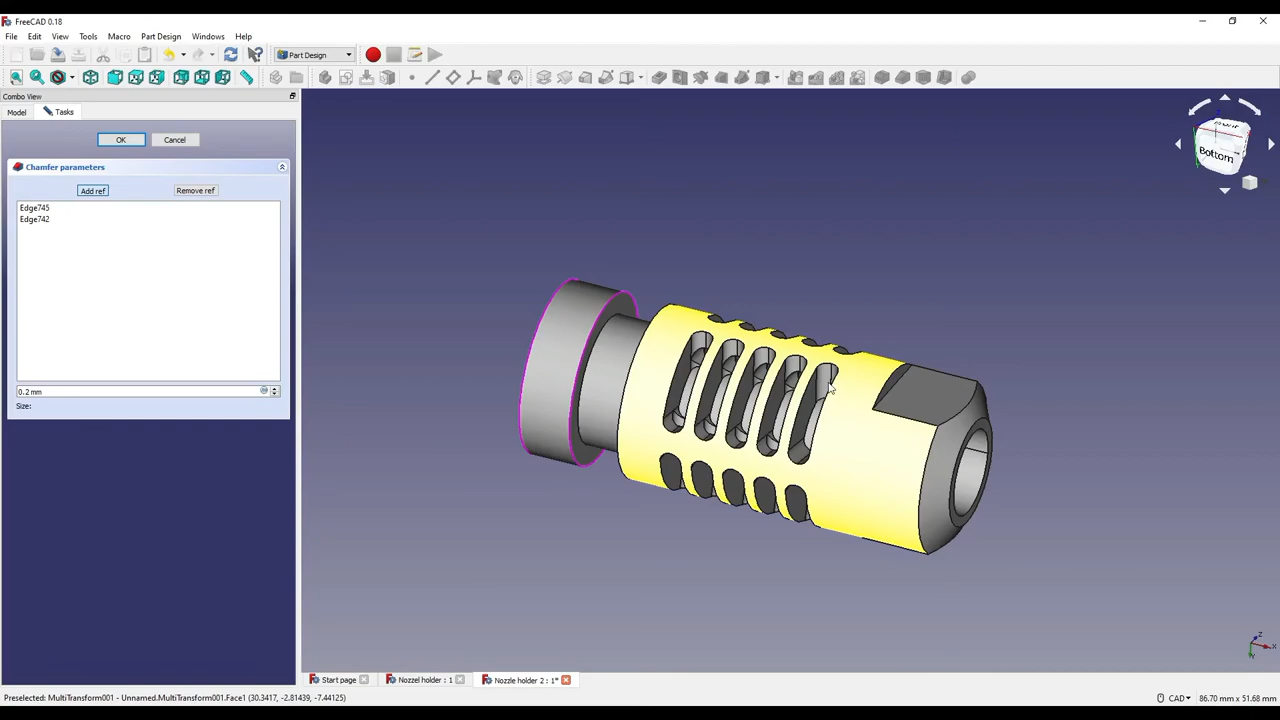 FreeCAD 0.18
File Edit View Tools Macro Part Design Windows Help
Part Design
Combo View
Model Tasks
OK Cancel
Chamfer parameters
Add ref Remove ref
Edge745
Edge742
0.2 mm
Size:
Bottom
Z
X
Y
Start page Nozzel holder : 1 Nozzle holder 2 : 1*
Preselected: MultiTransform001 - Unnamed.MultiTransform001.Face1 (30.3417, -2.81439, -7.44125) CAD 86.70 mm x 51.68 mm